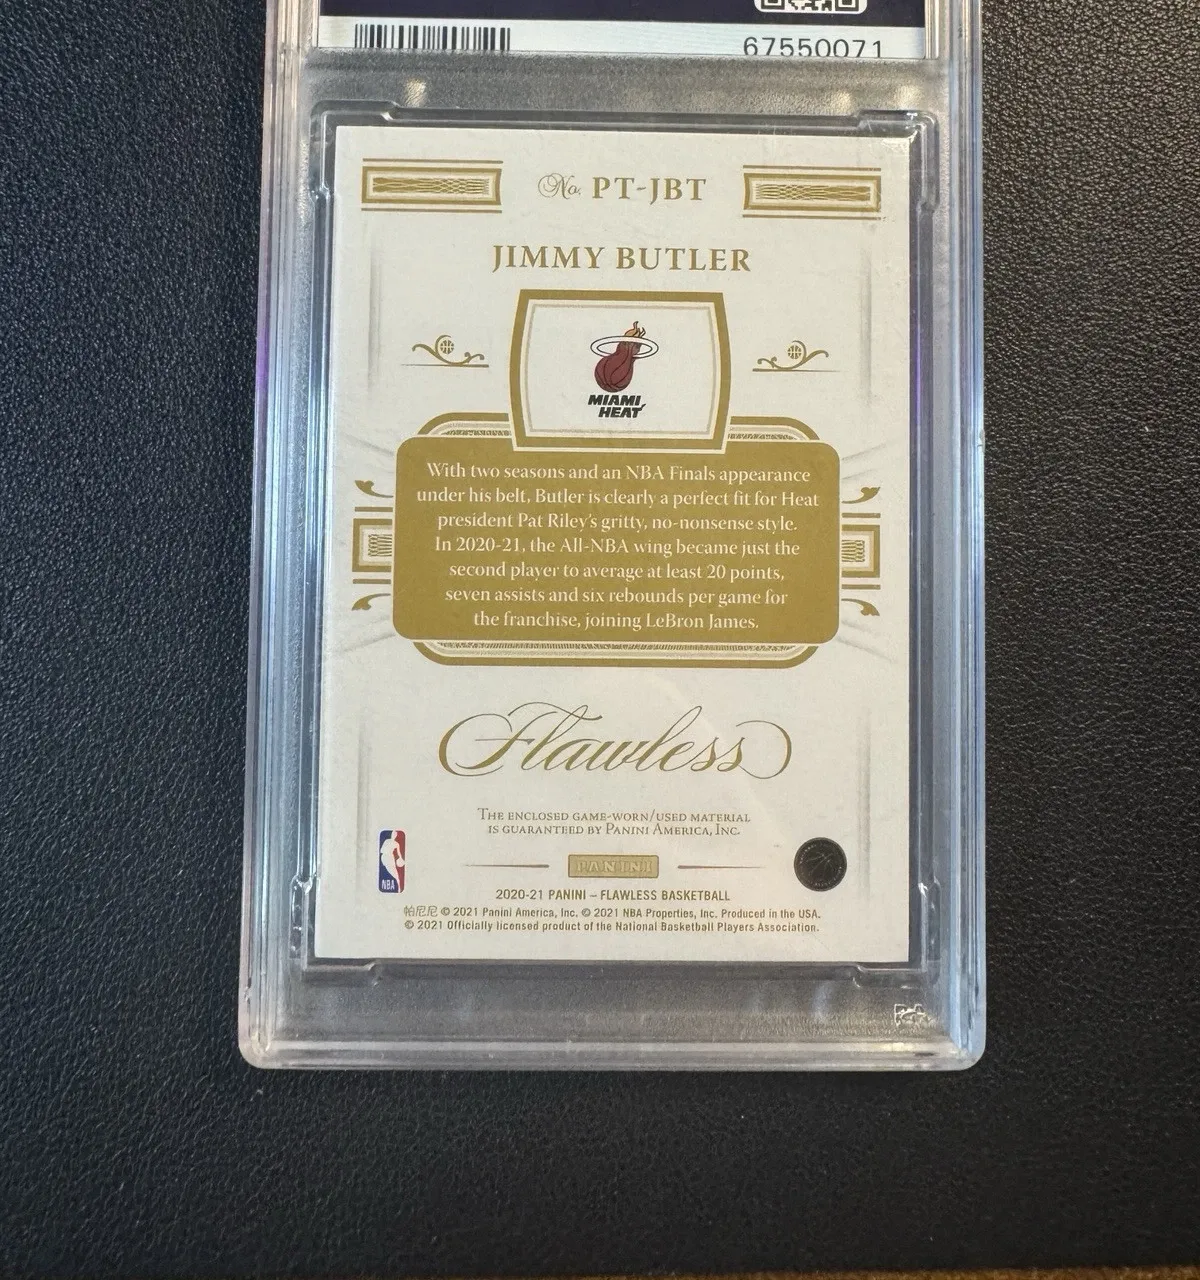 67550071
No. PT-JBT
JIMMY BUTLER
MIAMI
HEAT
With two seasons and an NBA Finals appearance
under his belt, Butler is clearly a perfect fit for Heat
president Pat Riley's gritty, no-nonsense style.
In 2020-21, the All-NBA wing became just the
second player to average at least 20 points,
seven assists and six rebounds per game for
the franchise, joining LeBron James.
Flawless
THE ENCLOSED GAME-WORN/USED MATERIAL
IS GUARANTEED BY PANINI AMERICA, INC.
NBA
PANINI
2020-21 PANINI – FLAWLESS BASKETBALL
帕尼尼 © 2021 Panini America, Inc. © 2021 NBA Properties, Inc. Produced in the USA.
© 2021 Officially licensed product of the National Basketball Players Association.